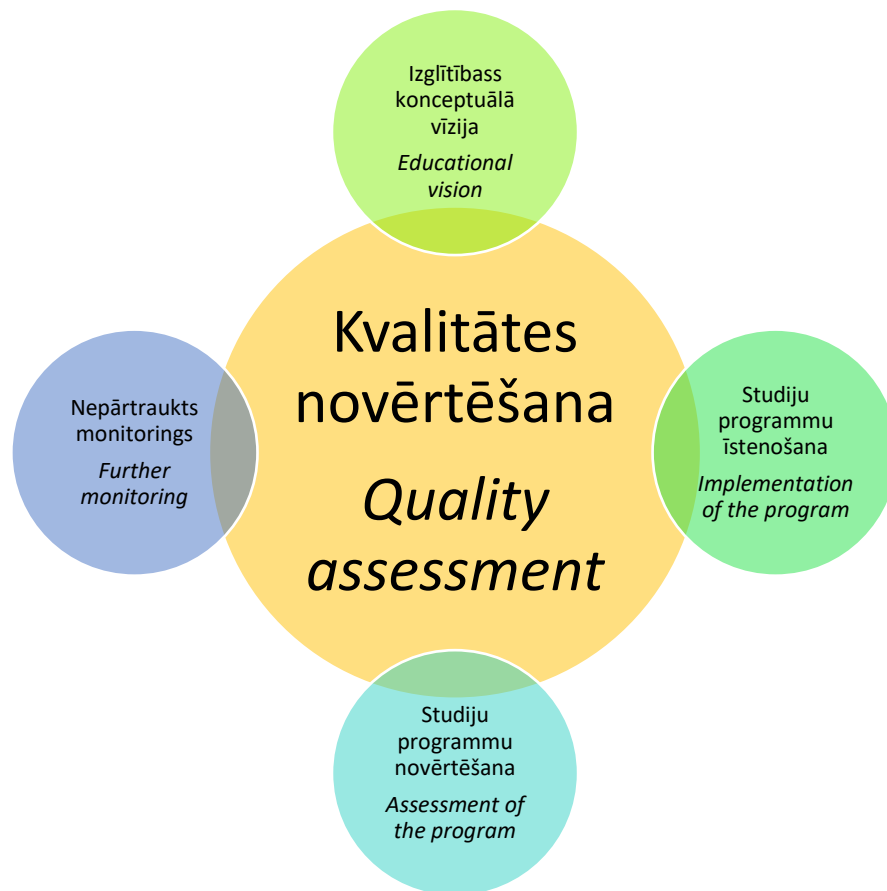 Izglītībass
konceptuālā
vīzija
Educational
vision
Kvalitātes
novērtēšana
Quality
assessment
Nepārtraukts
monitorings
Further
monitoring
Studiju
programmu
īstenošana
Implementation
of the program
Studiju
programmu
novērtēšana
Assessment of
the program